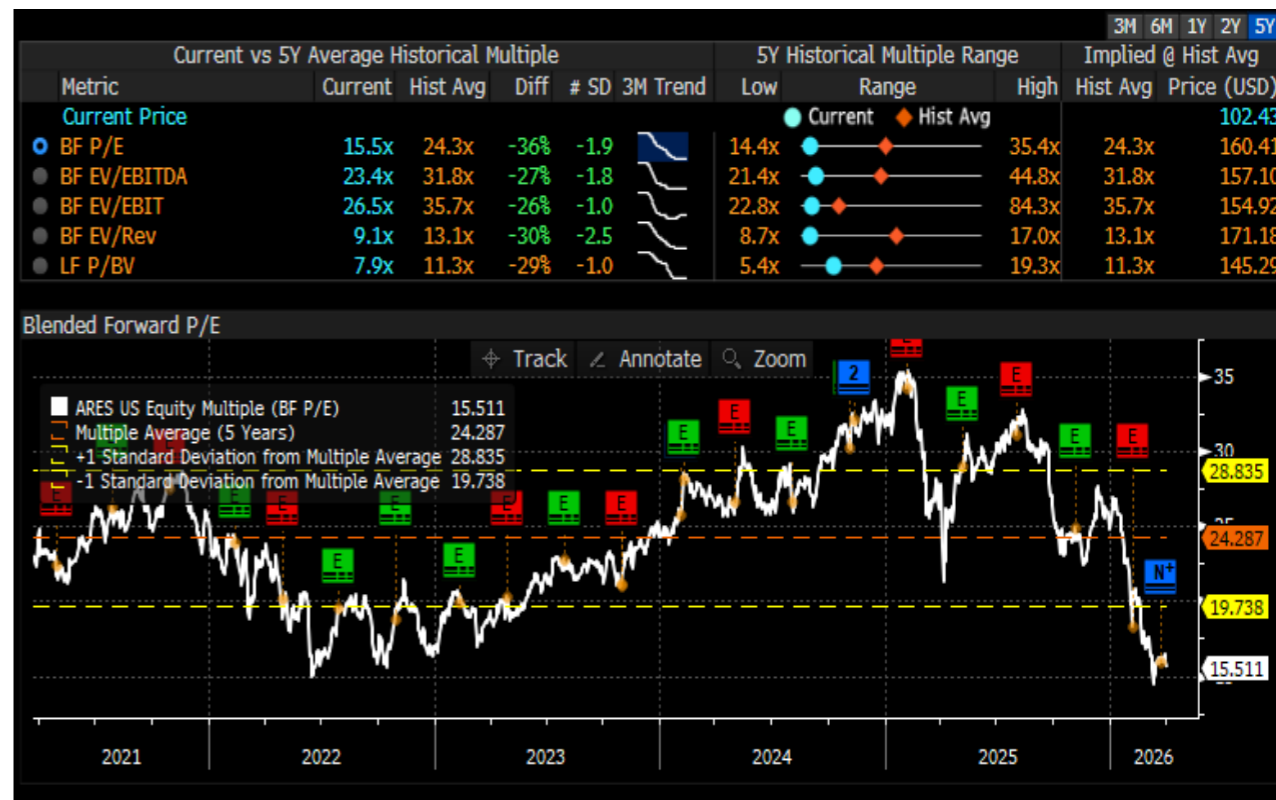 3M 6M 1Y 2Y 5Y
Current vs 5Y Average Historical Multiple 5Y Historical Multiple Range Implied @ Hist Avg
Metric Current Hist Avg Diff # SD 3M Trend Low Range High Hist Avg Price (USD)
Current Price Current Hist Avg 102.43
BF P/E 15.5x 24.3x -36% -1.9 14.4x 35.4x 24.3x 160.41
BF EV/EBITDA 23.4x 31.8x -27% -1.8 21.4x 44.8x 31.8x 157.10
BF EV/EBIT 26.5x 35.7x -26% -1.0 22.8x 84.3x 35.7x 154.92
BF EV/Rev 9.1x 13.1x -30% -2.5 8.7x 17.0x 13.1x 171.18
LF P/BV 7.9x 11.3x -29% -1.0 5.4x 19.3x 11.3x 145.29
Blended Forward P/E
Track Annotate Zoom
E
2 E 35
ARES US Equity Multiple (BF P/E) 15.511
Multiple Average (5 Years) 24.287
+1 Standard Deviation from Multiple Average 28.835
-1 Standard Deviation from Multiple Average 19.738
E E E E E E
30
28.835
E E E E E E E
25
24.287
E E
N+
19.738
15.511
2021 2022 2023 2024 2025 2026